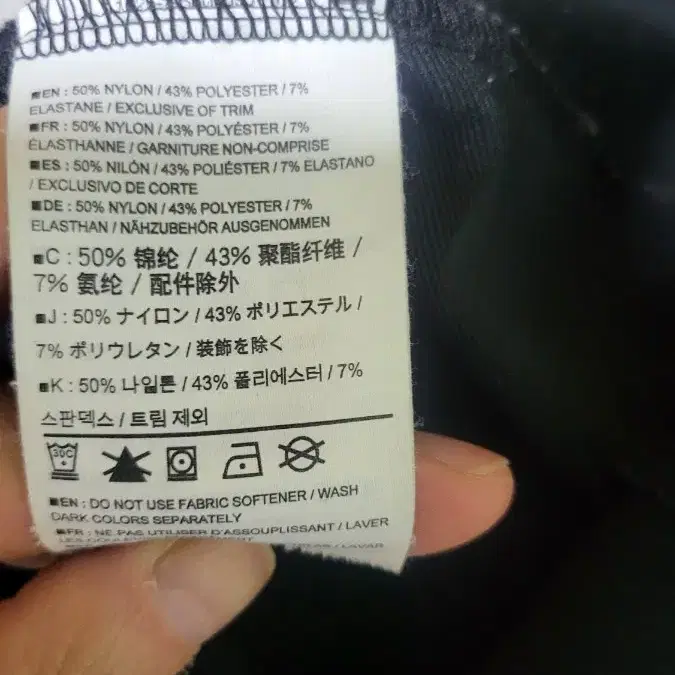 ■EN : 50% NYLON / 43% POLYESTER / 7%
ELASTANE / EXCLUSIVE OF TRIM
■FR : 50% NYLON / 43% POLYÉSTER / 7%
ÉLASTHANNE / GARNITURE NON-COMPRISE
■ES : 50% NILÓN / 43% POLIÉSTER / 7% ELASTANO
/ EXCLUSIVO DE CORTE
■DE : 50% NYLON / 43% POLYESTER / 7%
ELASTHAN / NÄHZUBEHÖR AUSGENOMMEN
■C : 50% 锦纶 / 43% 聚酯纤维 /
7% 氨纶 / 配件除外
■J : 50% ナイロン / 43% ポリエステル /
7% ポリウレタン / 装飾を除く
■K : 50% 나일론 / 43% 폴리에스터 / 7%
스판덱스 / 트림 제외
30C
■EN : DO NOT USE FABRIC SOFTENER / WASH
DARK COLORS SEPARATELY
■FR : NE PAS UTILISER D'ASSOUPLISSANT / LAVER